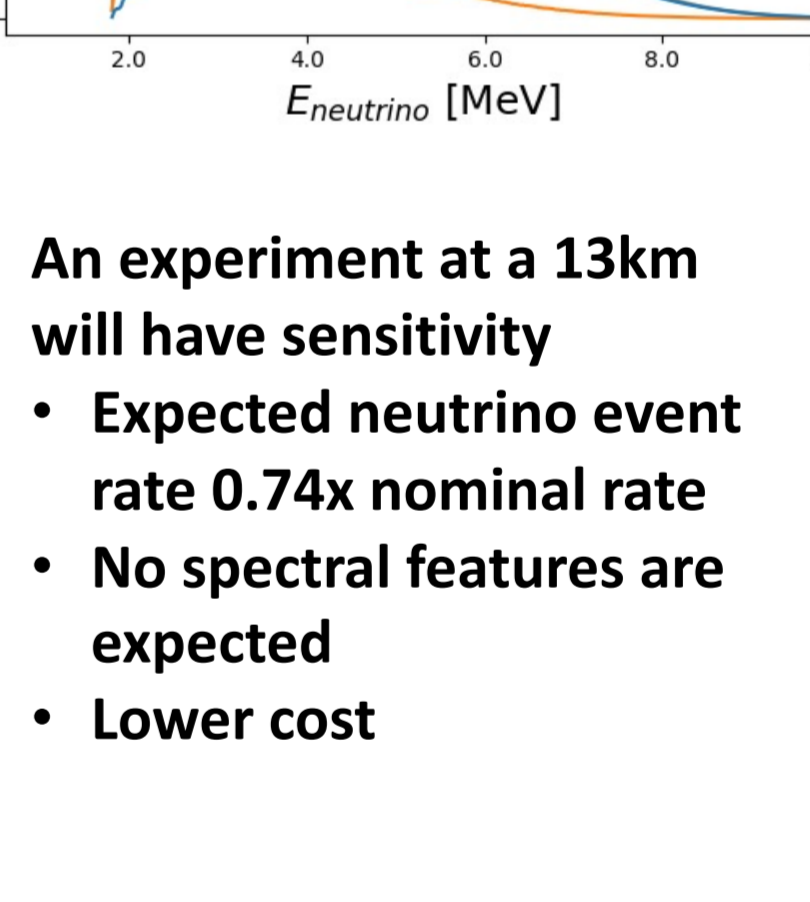 2.0 4.0 6.0 8.0
E_neutrino [MeV]
An experiment at a 13km
will have sensitivity
• Expected neutrino event
rate 0.74x nominal rate
• No spectral features are
expected
• Lower cost